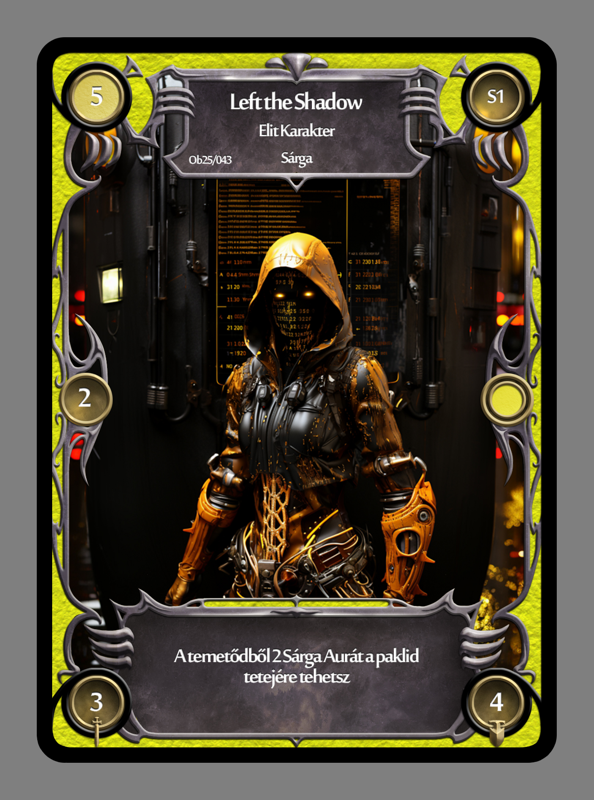 5
Left the Shadow
S1
Elit Karakter
Ob25/043
Sárga
2
A temetődből 2 Sárga Aurát a paklid
tetejére tehetsz
3
4